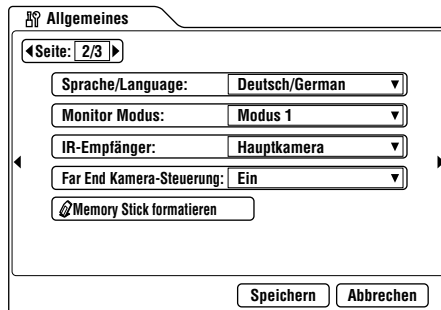 Allgemeines
Seite: 2/3
Sprache/Language: Deutsch/German
Monitor Modus: Modus 1
IR-Empfänger: Hauptkamera
Far End Kamera-Steuerung: Ein
Memory Stick formatieren
Speichern Abbrechen